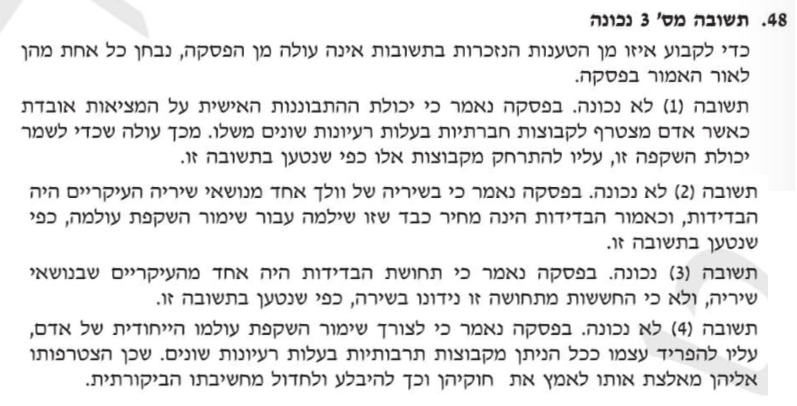 48. תשובה מס' 3 נכונה
כדי לקבוע איזו מן הטענות הנזכרות בתשובות אינה עולה מן הפסקה, נבחן כל אחת מהן
לאור האמור בפסקה.
תשובה (1) לא נכונה. בפסקה נאמר כי יכולת ההתבוננות האישית על המציאות אובדת
כאשר אדם מצטרף לקבוצות חברתיות בעלות רעיונות שונים משלו. מכך עולה שכדי לשמר
יכולת השקפה זו, עליו להתרחק מקבוצות אלו כפי שנטען בתשובה זו.
תשובה (2) לא נכונה. בפסקה נאמר כי בשיריה של וולך אחד מנושאי שיריה העיקריים היה
הבדידות, וכאמור הבדידות הינה מחיר כבד שזו שילמה עבור שימור השקפת עולמה, כפי
שנטען בתשובה זו.
תשובה (3) נכונה. בפסקה נאמר כי תחושת הבדידות היה אחד מהעיקריים שבנושאי
שיריה, ולא כי החששות מתחושה זו נידונו בשירה, כפי שנטען בתשובה זו.
תשובה (4) לא נכונה. בפסקה נאמר כי לצורך שימור השקפת עולמו הייחודית של אדם,
עליו להפריד עצמו ככל הניתן מקבוצות תרבותיות בעלות רעיונות שונים. שכן הצטרפותו
אליהן מאלצת אותו לאמץ את חוקיהן וכך להיבלע ולחדול מחשיבתו הביקורתית.